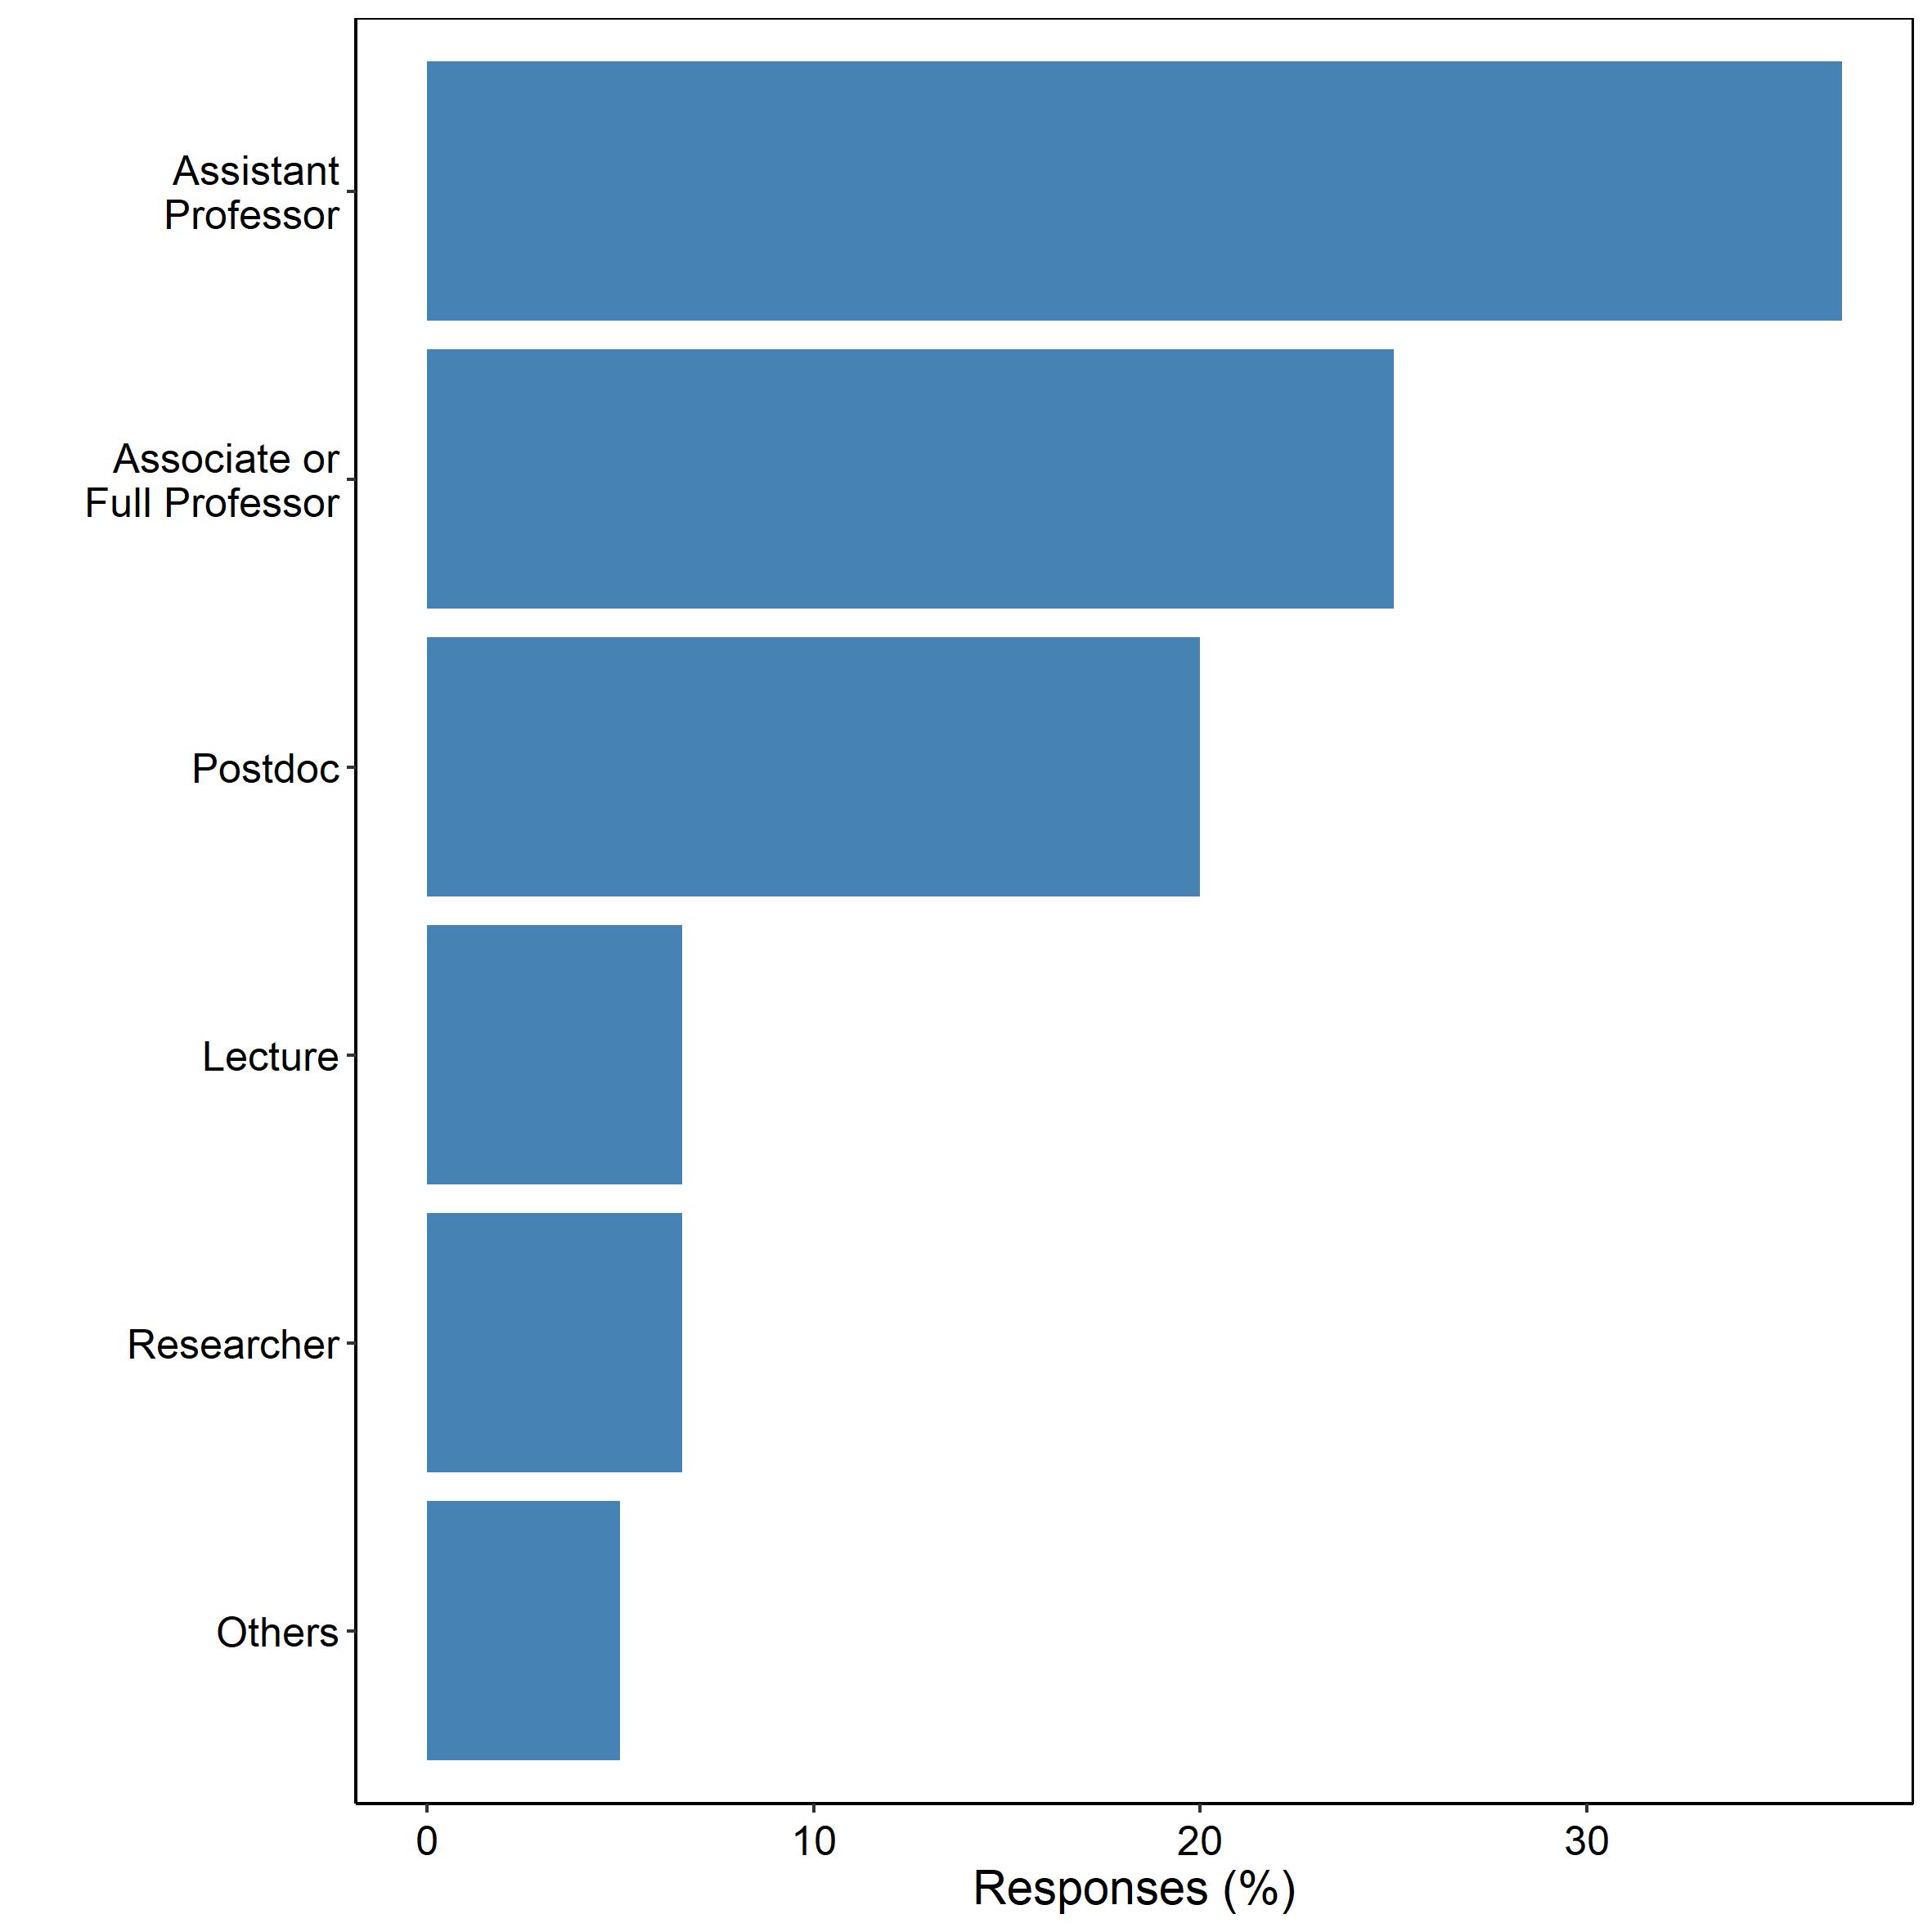 Assistant
Professor
Associate or
Full Professor
Postdoc
Lecture
Researcher
Others
0 10 20 30
Responses (%)